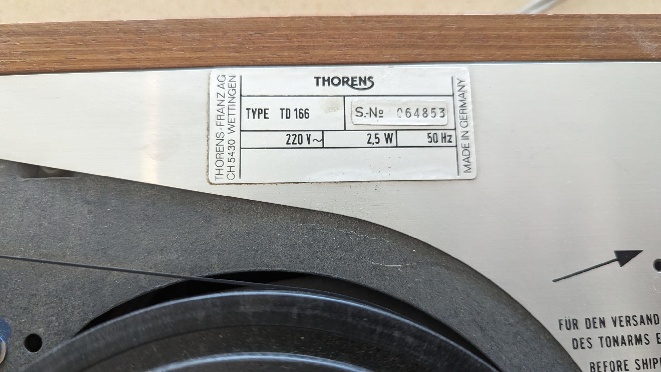 THORENS
TYPE TD 166
S.-No 064853
220 V~ 2,5 W 50 Hz
THORENS-FRANZ AG
CH 5430 WETTINGEN
MADE IN GERMANY
FÜR DEN VERSAND
DES TONARMS
BEFORE